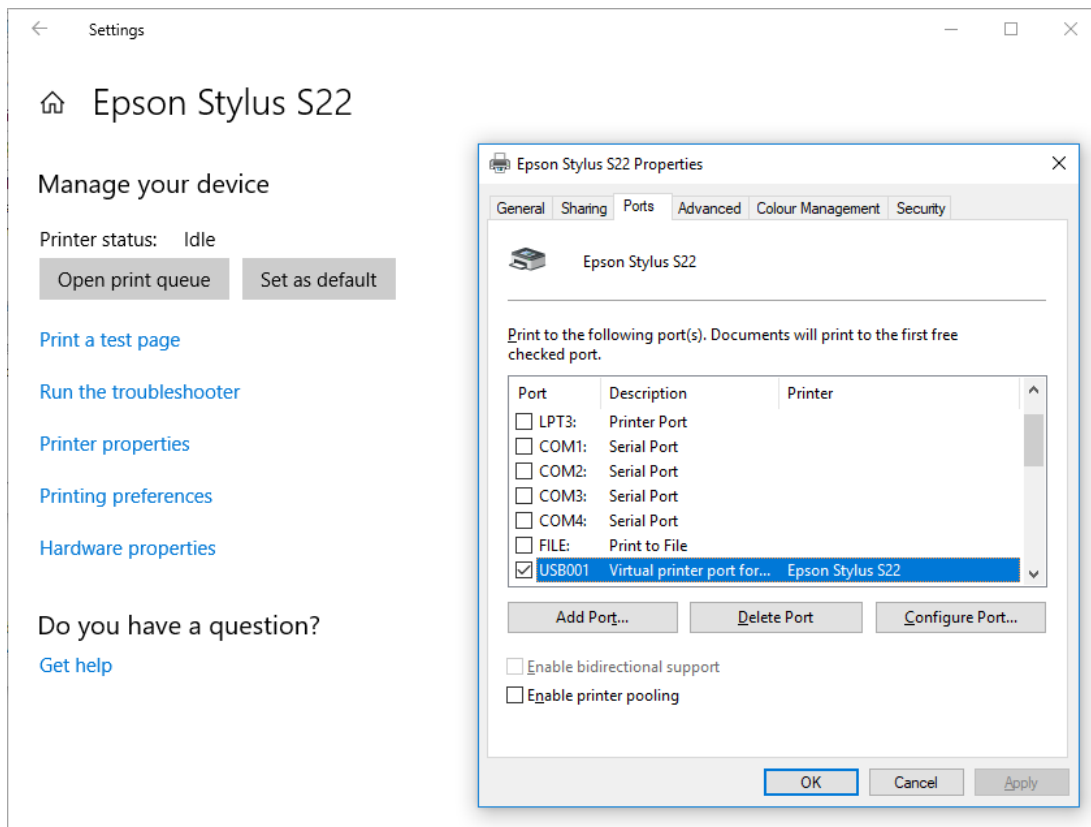 Settings
Epson Stylus S22
Manage your device
Printer status: Idle
Open print queue Set as default
Print a test page
Run the troubleshooter
Printer properties
Printing preferences
Hardware properties
Do you have a question?
Get help
Epson Stylus S22 Properties
General Sharing Ports Advanced Colour Management Security
Epson Stylus S22
Print to the following port(s). Documents will print to the first free
checked port.
Port Description Printer
LPT3: Printer Port
COM1: Serial Port
COM2: Serial Port
COM3: Serial Port
COM4: Serial Port
FILE: Print to File
USB001 Virtual printer port for... Epson Stylus S22
Add Port... Delete Port Configure Port...
Enable bidirectional support
Enable printer pooling
OK Cancel Apply